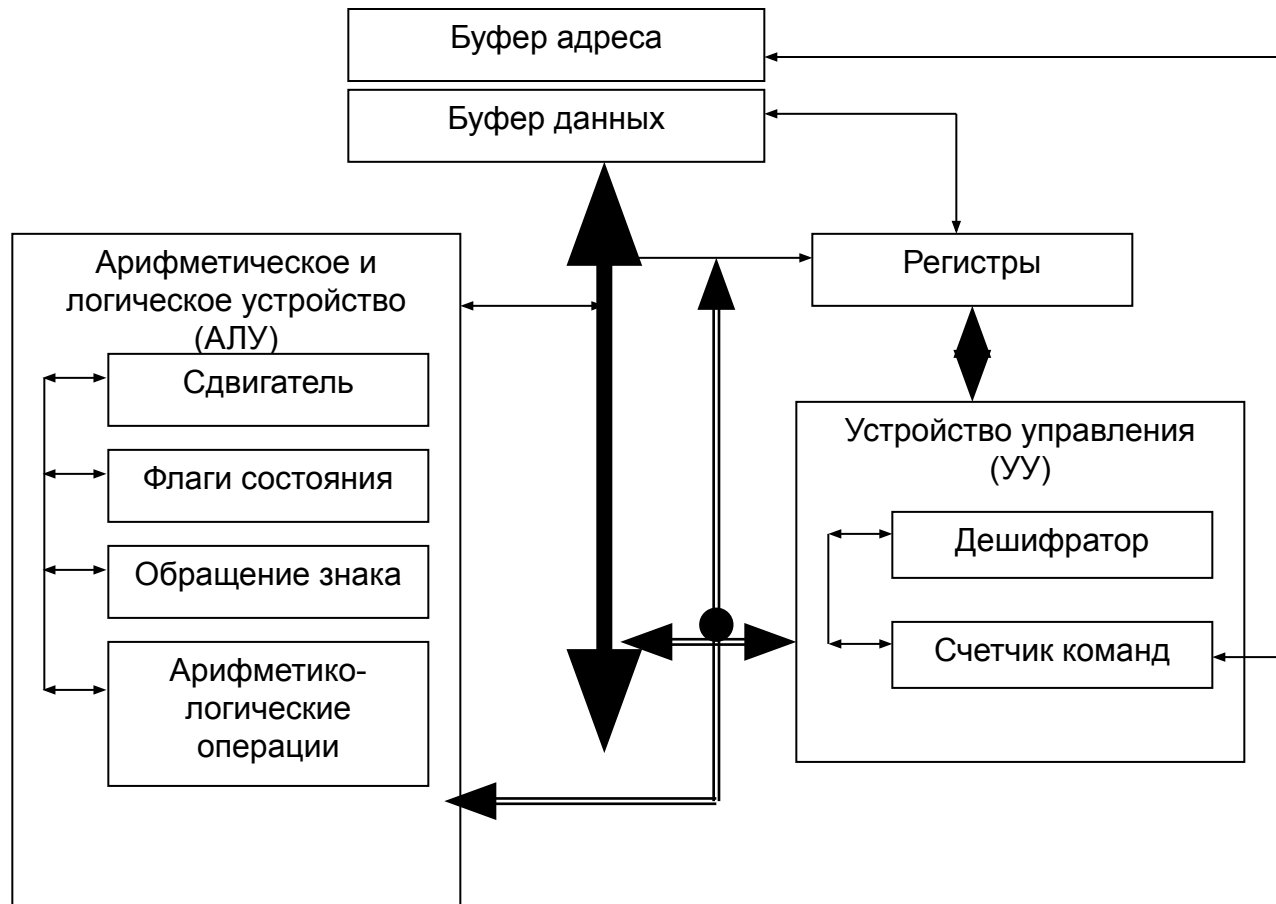 Буфер адреса
Буфер данных
Арифметическое и
логическое устройство
(АЛУ)
Сдвигатель
Флаги состояния
Обращение знака
Арифметико-
логические
операции
Регистры
Устройство управления
(УУ)
Дешифратор
Счетчик команд